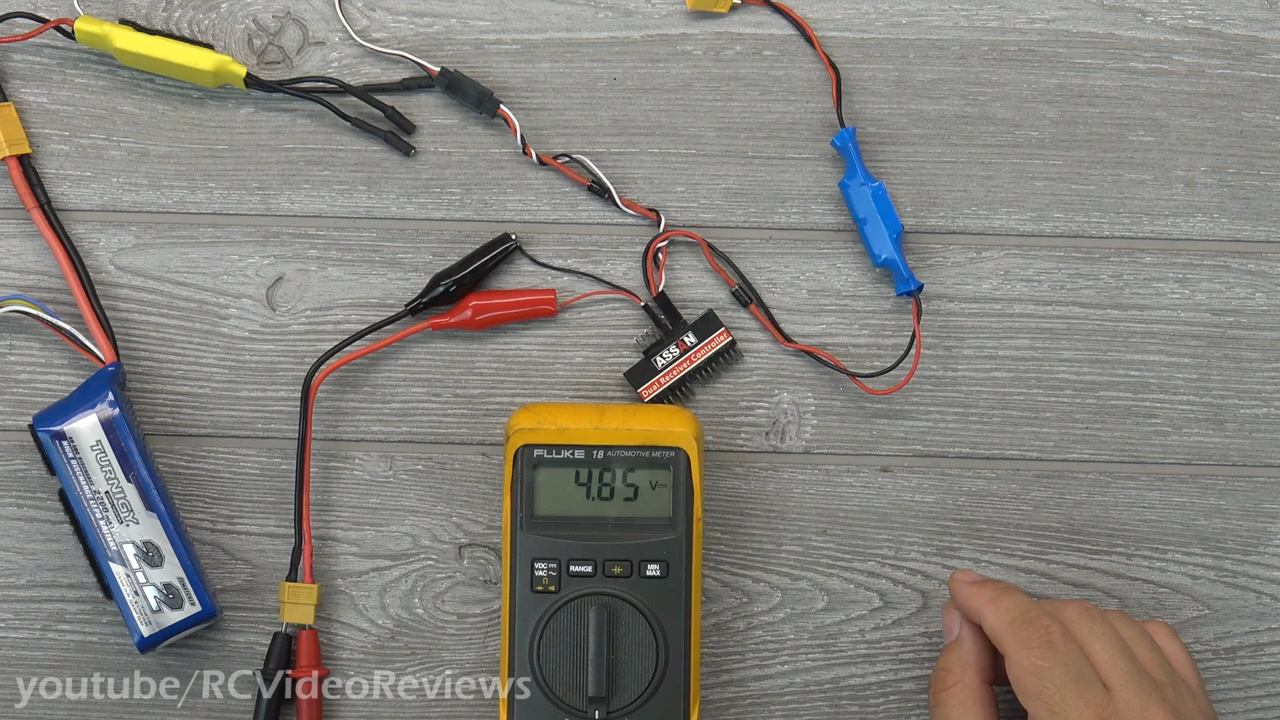 ASSAN
Dual Receiver Controller
FLUKE 18 AUTOMOTIVE METER
4.85 V
VDC
VAC
RANGE
MIN
MAX
TURNIGY
2.2
youtube/RCVideoReviews